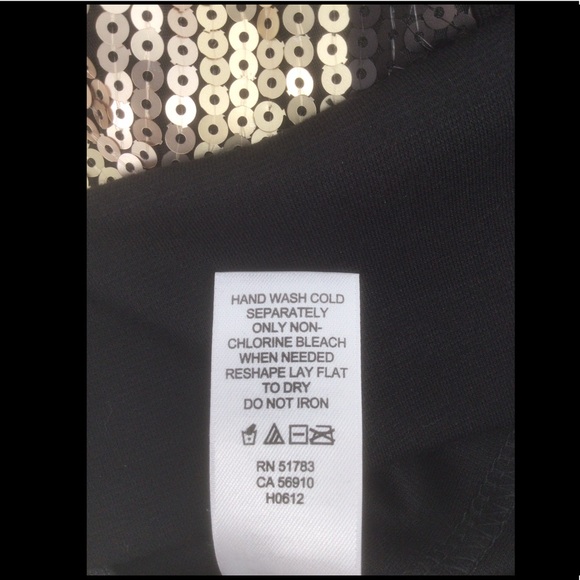 HAND WASH COLD
SEPARATELY
ONLY NON-
CHLORINE BLEACH
WHEN NEEDED
RESHAPE LAY FLAT
TO DRY
DO NOT IRON
RN 51783
CA 56910
H0612